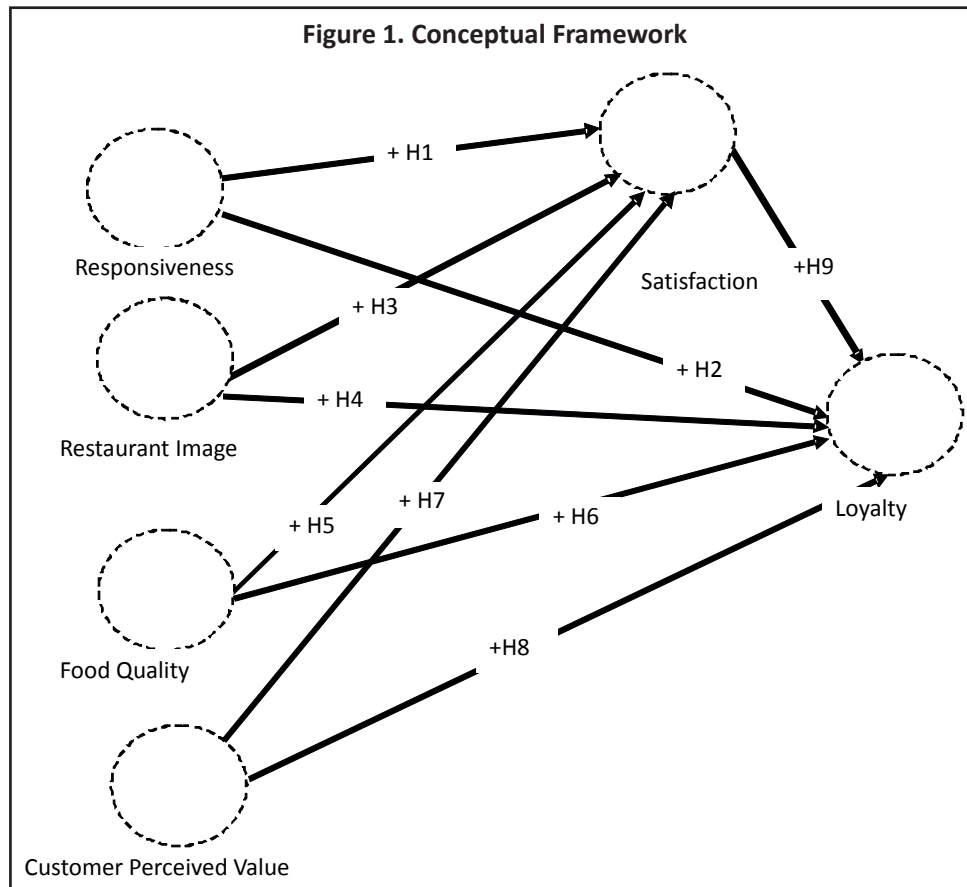 Figure 1. Conceptual Framework
+ H1
Responsiveness
Satisfaction
+H9
+ H3
+ H2
+ H4
Restaurant Image
+ H7
+ H5
+ H6
Loyalty
+H8
Food Quality
Customer Perceived Value